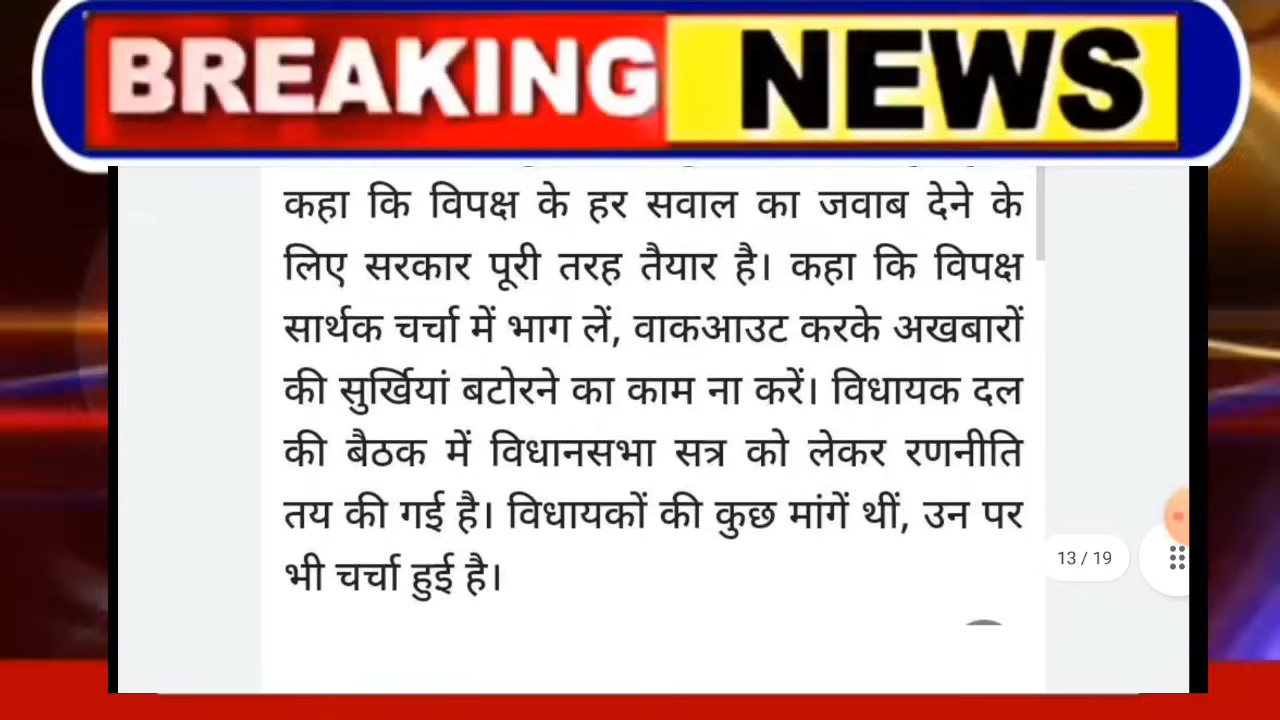 BREAKING NEWS
कहा कि विपक्ष के हर सवाल का जवाब देने के
लिए सरकार पूरी तरह तैयार है। कहा कि विपक्ष
सार्थक चर्चा में भाग लें, वाकआउट करके अखबारों
की सुर्खियां बटोरने का काम ना करें। विधायक दल
की बैठक में विधानसभा सत्र को लेकर रणनीति
तय की गई है। विधायकों की कुछ मांगें थीं, उन पर
भी चर्चा हुई है।
13 / 19